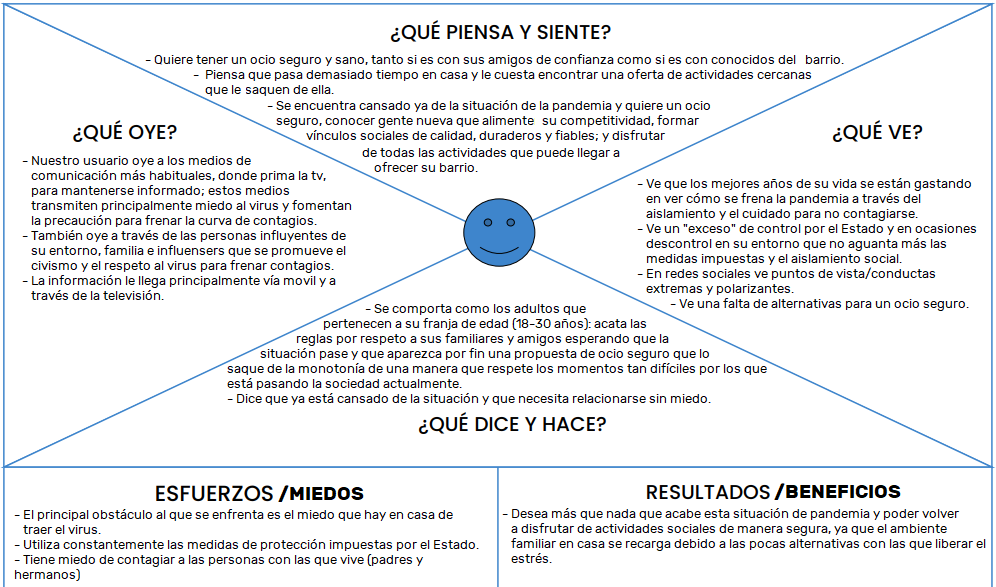 ¿QUÉ PIENSA Y SIENTE?
- Quiere tener un ocio seguro y sano, tanto si es con sus amigos de confianza como si es con conocidos del barrio.
- Piensa que pasa demasiado tiempo en casa y le cuesta encontrar una oferta de actividades cercanas
que le saquen de ella.
- Se encuentra cansado ya de la situación de la pandemia y quiere un ocio
seguro, conocer gente nueva que alimente su competitividad, formar
vínculos sociales de calidad, duraderos y fiables; y disfrutar
de todas las actividades que puede llegar a
ofrecer su barrio.
¿QUÉ OYE?
- Nuestro usuario oye a los medios de
comunicación más habituales, donde prima la tv,
para mantenerse informado; estos medios
transmiten principalmente miedo al virus y fomentan
la precaución para frenar la curva de contagios.
- También oye a través de las personas influyentes de
su entorno, familia e influensers que se promueve el
civismo y el respeto al virus para frenar contagios.
- La información le llega principalmente vía movil y a
través de la televisión.
¿QUÉ VE?
- Ve que los mejores años de su vida se están gastando
en ver cómo se frena la pandemia a través del
aislamiento y el cuidado para no contagiarse.
- Ve un "exceso" de control por el Estado y en ocasiones
descontrol en su entorno que no aguanta más las
medidas impuestas y el aislamiento social.
- En redes sociales ve puntos de vista/conductas
extremas y polarizantes.
- Ve una falta de alternativas para un ocio seguro.
- Se comporta como los adultos que
pertenecen a su franja de edad (18-30 años): acata las
reglas por respeto a sus familiares y amigos esperando que la
situación pase y que aparezca por fin una propuesta de ocio seguro que lo
saque de la monotonía de una manera que respete los momentos tan difíciles por los que
está pasando la sociedad actualmente.
- Dice que ya está cansado de la situación y que necesita relacionarse sin miedo.
¿QUÉ DICE Y HACE?
ESFUERZOS /MIEDOS
- El principal obstáculo al que se enfrenta es el miedo que hay en casa de
traer el virus.
- Utiliza constantemente las medidas de protección impuestas por el Estado.
- Tiene miedo de contagiar a las personas con las que vive (padres y
hermanos)
RESULTADOS /BENEFICIOS
- Desea más que nada que acabe esta situación de pandemia y poder volver
a disfrutar de actividades sociales de manera segura, ya que el ambiente
familiar en casa se recarga debido a las pocas alternativas con las que liberar el
estrés.